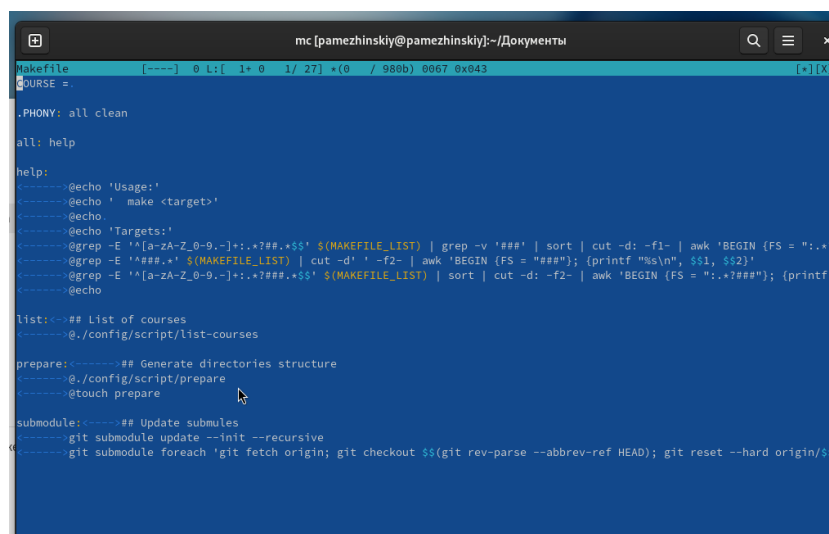 mc [pamezhinskiy@pamezhinskiy]:~/Документы
Makefile [----] 0 L:[ 1+ 0 1/ 27] *(0 / 980b) 0067 0x043 [*][X
COURSE =.
.PHONY: all clean
all: help
help:
<------>@echo 'Usage:'
<------>@echo '  make <target>'
<------>@echo.
<------>@echo 'Targets:'
<------>@grep -E '^[a-zA-Z_0-9.-]+:.*?##.*$$' $(MAKEFILE_LIST) | grep -v '###' | sort | cut -d: -f1- | awk 'BEGIN {FS = ":.*
<------>@grep -E '^###.*' $(MAKEFILE_LIST) | cut -d' ' -f2- | awk 'BEGIN {FS = "###"}; {printf "%s\n", $$1, $$2}'
<------>@grep -E '^[a-zA-Z_0-9.-]+:.*?###.*$$' $(MAKEFILE_LIST) | sort | cut -d: -f2- | awk 'BEGIN {FS = ":.*?###"}; {printf
<------>@echo
list:<->## List of courses
<------>@./config/script/list-courses
prepare:<------>## Generate directories structure
<------>@./config/script/prepare
<------>@touch prepare
submodule:<---->## Update submules
<------>git submodule update --init --recursive
<------>git submodule foreach 'git fetch origin; git checkout $$(git rev-parse --abbrev-ref HEAD); git reset --hard origin/$